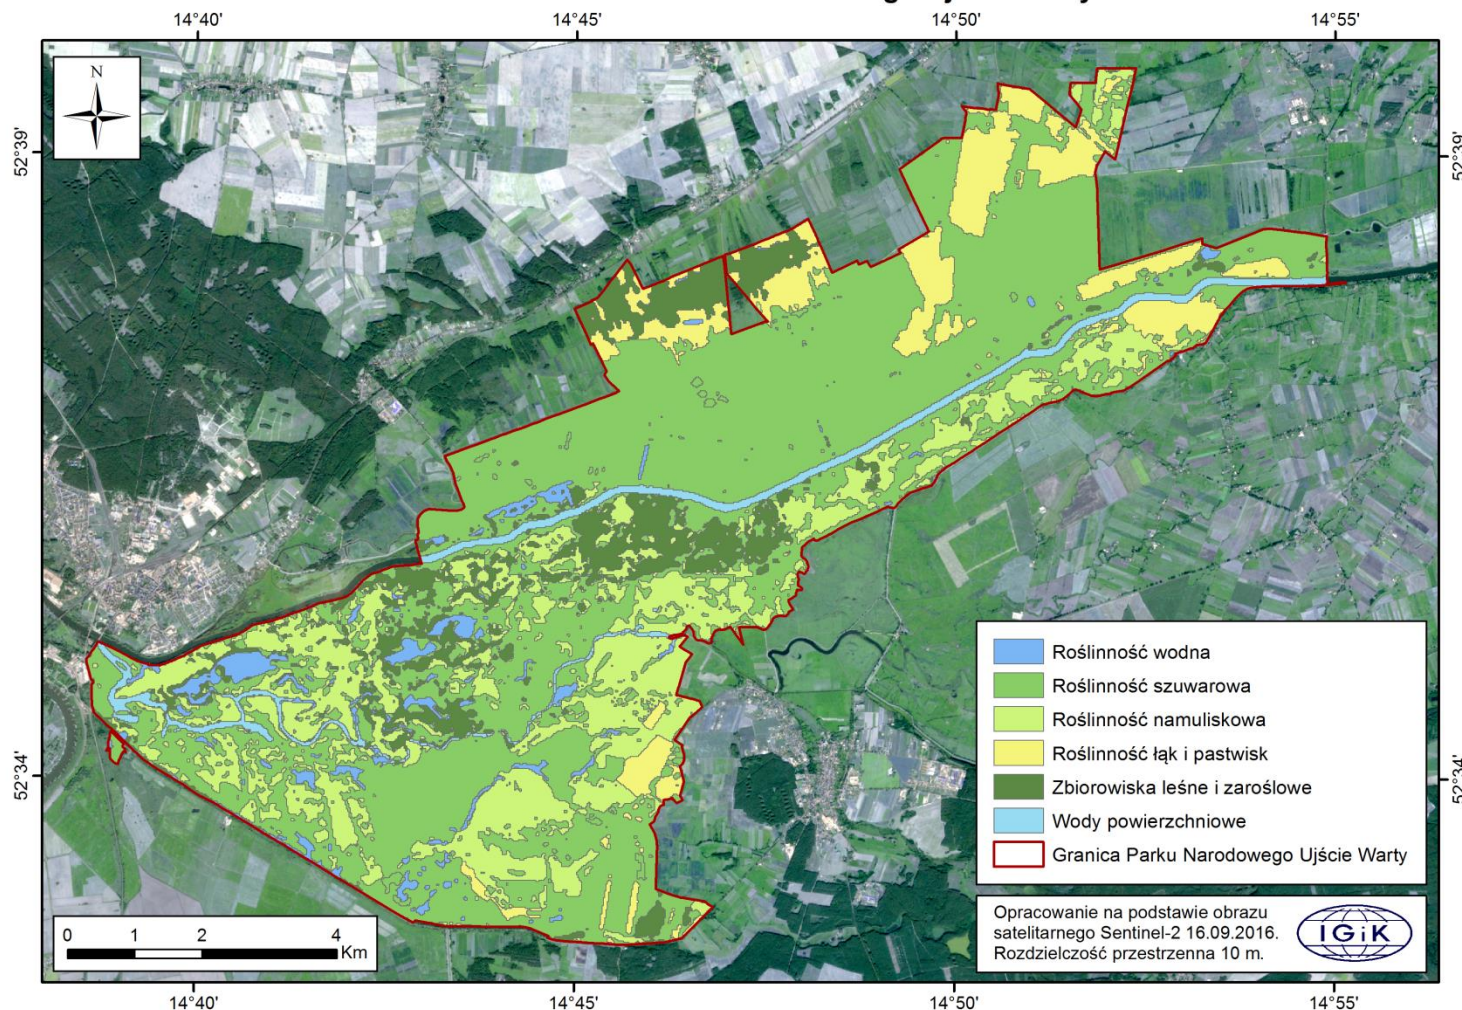 14°40'
14°45'
14°50'
14°55'
N
52°39'
52°39'
52°34'
52°34'
Roślinność wodna
Roślinność szuwarowa
Roślinność namuliskowa
Roślinność łąk i pastwisk
Zbiorowiska leśne i zaroślowe
Wody powierzchniowe
Granica Parku Narodowego Ujście Warty
Opracowanie na podstawie obrazu
satelitarnego Sentinel-2 16.09.2016.
Rozdzielczość przestrzenna 10 m.
IGiK
0 1 2 4
Km
14°40'
14°45'
14°50'
14°55'